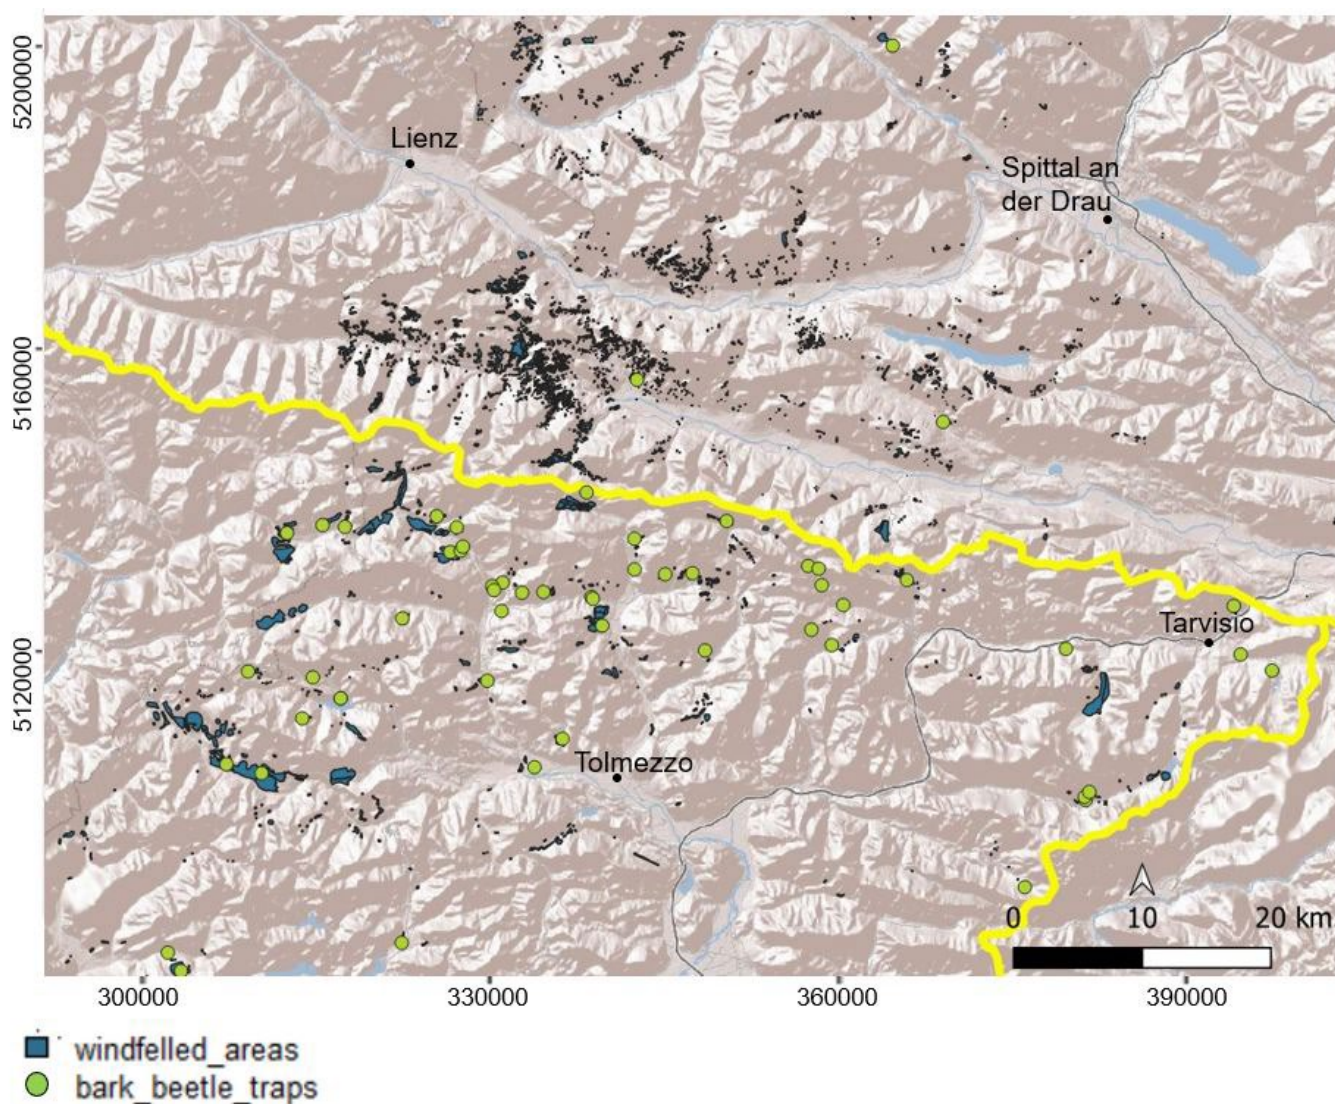 5200000
Lienz
Spittal an
der Drau
5160000
Tarvisio
5120000
Tolmezzo
0 10 20 km
300000 330000 360000 390000
windfelled_areas
bark_beetle_traps